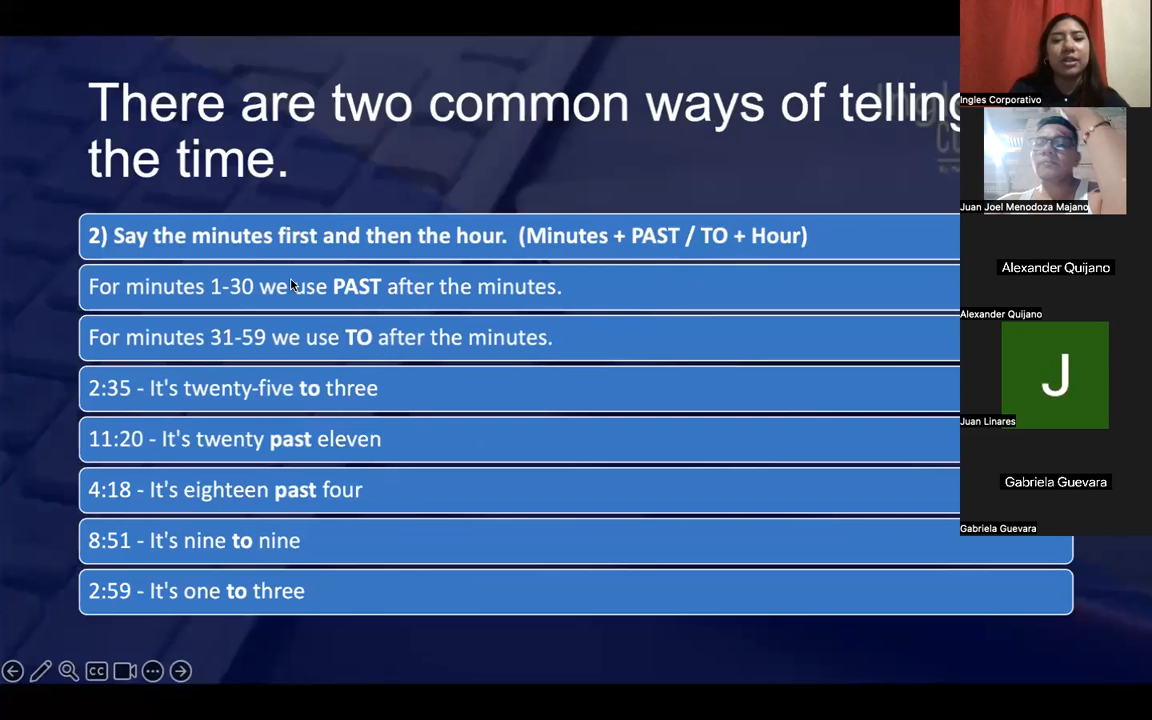 There are two common ways of telling
the time.
2) Say the minutes first and then the hour. (Minutes + PAST / TO + Hour)
For minutes 1-30 we use PAST after the minutes.
For minutes 31-59 we use TO after the minutes.
2:35 - It's twenty-five to three
11:20 - It's twenty past eleven
4:18 - It's eighteen past four
8:51 - It's nine to nine
2:59 - It's one to three
CC
Ingles Corporativo
Juan Joel Menodoza Majano
Alexander Quijano
Alexander Quijano
J
Juan Linares
Gabriela Guevara
Gabriela Guevara